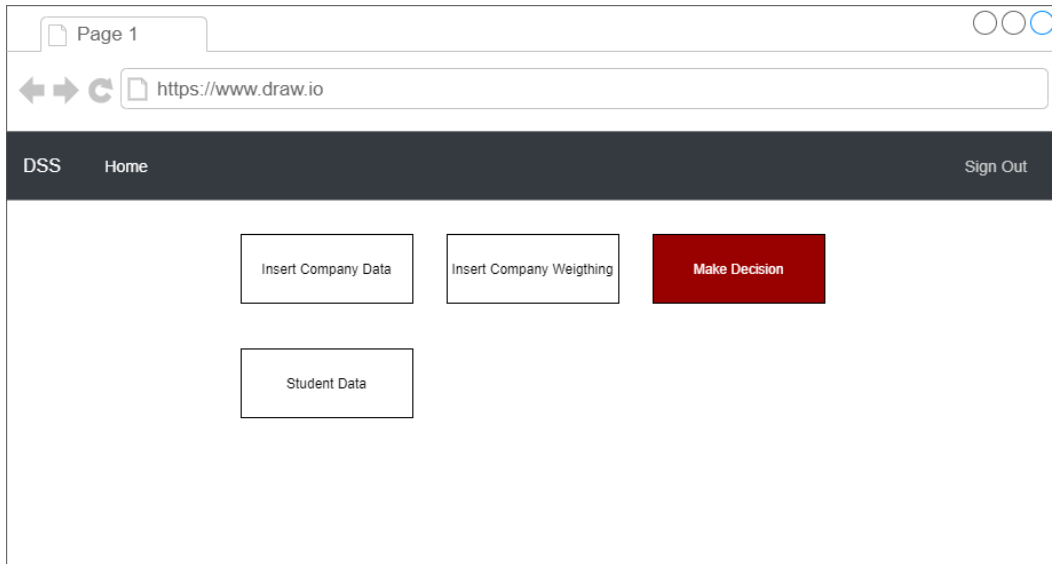 Page 1
https://www.draw.io
DSS Home Sign Out
Insert Company Data Insert Company Weigthing Make Decision
Student Data